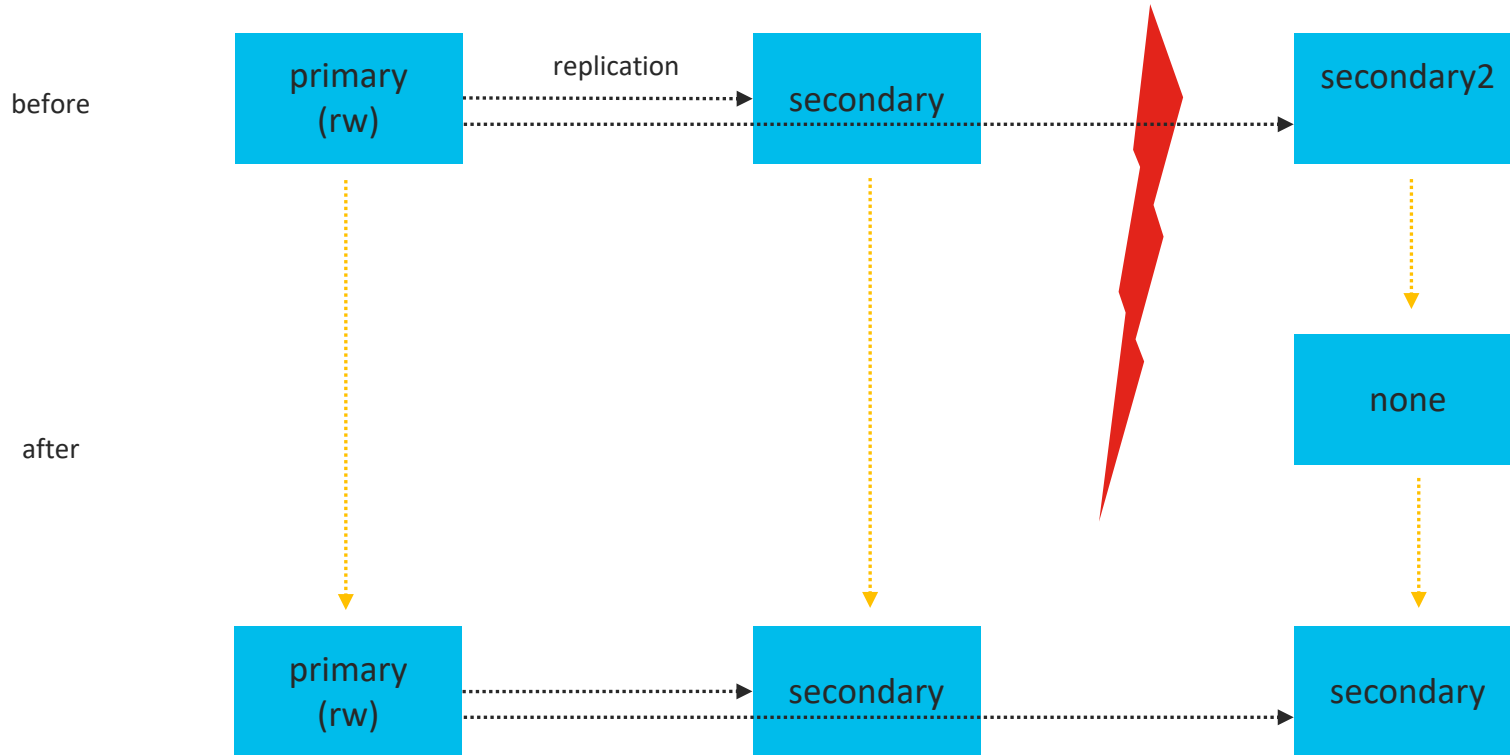 replication
before
primary
(rw)
secondary
secondary2
none
after
primary
(rw)
secondary
secondary